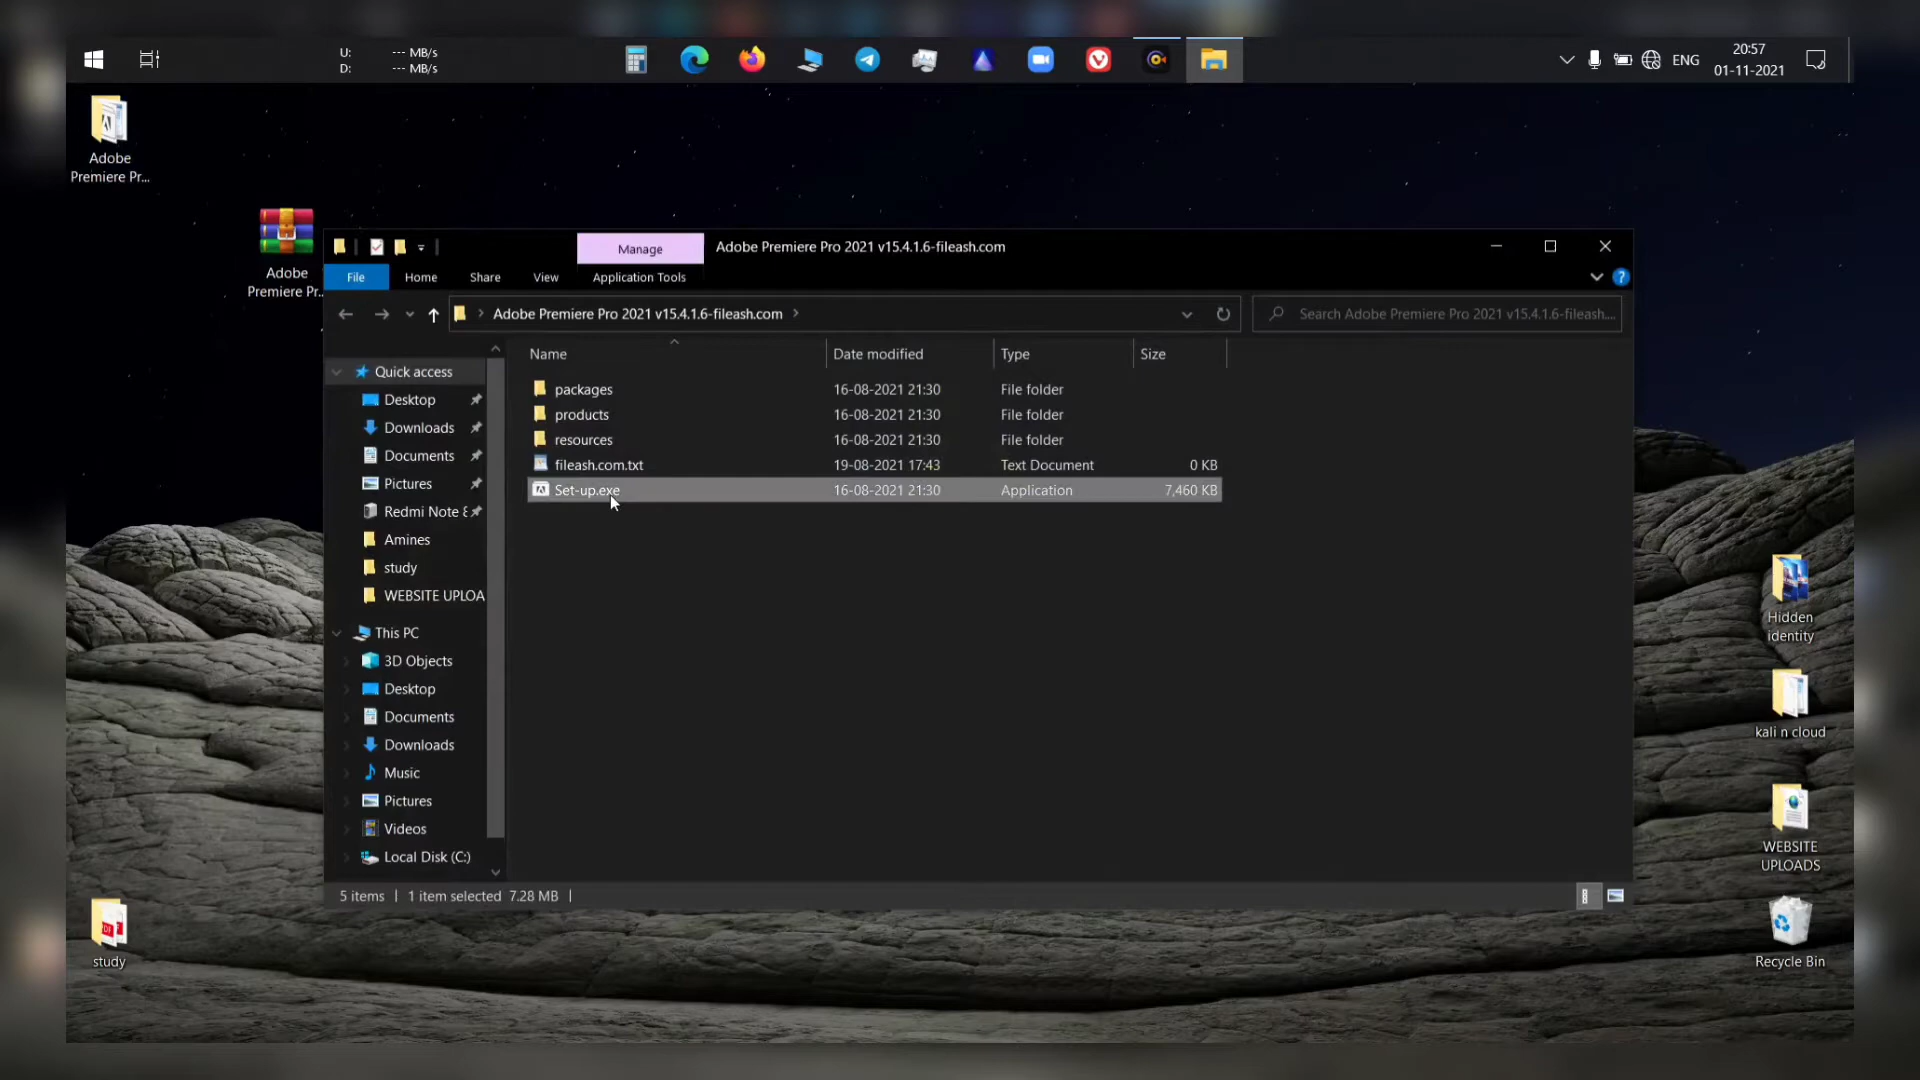 U: --- MB/s
D: --- MB/s
ENG
20:57
01-11-2021
Adobe
Premiere Pr...
Adobe
Premiere Pr...
Manage
Adobe Premiere Pro 2021 v15.4.1.6-fileash.com
File
Home
Share
View
Application Tools
Adobe Premiere Pro 2021 v15.4.1.6-fileash.com
Search Adobe Premiere Pro 2021 v15.4.1.6-fileash....
Name
Date modified
Type
Size
packages 16-08-2021 21:30 File folder
products 16-08-2021 21:30 File folder
resources 16-08-2021 21:30 File folder
fileash.com.txt 19-08-2021 17:43 Text Document 0 KB
Set-up.exe 16-08-2021 21:30 Application 7,460 KB
Quick access
Desktop
Downloads
Documents
Pictures
Redmi Note 8
Amines
study
WEBSITE UPLOA
This PC
3D Objects
Desktop
Documents
Downloads
Music
Pictures
Videos
Local Disk (C:)
5 items
1 item selected 7.28 MB
Hidden
identity
kali n cloud
WEBSITE
UPLOADS
Recycle Bin
PDF
study